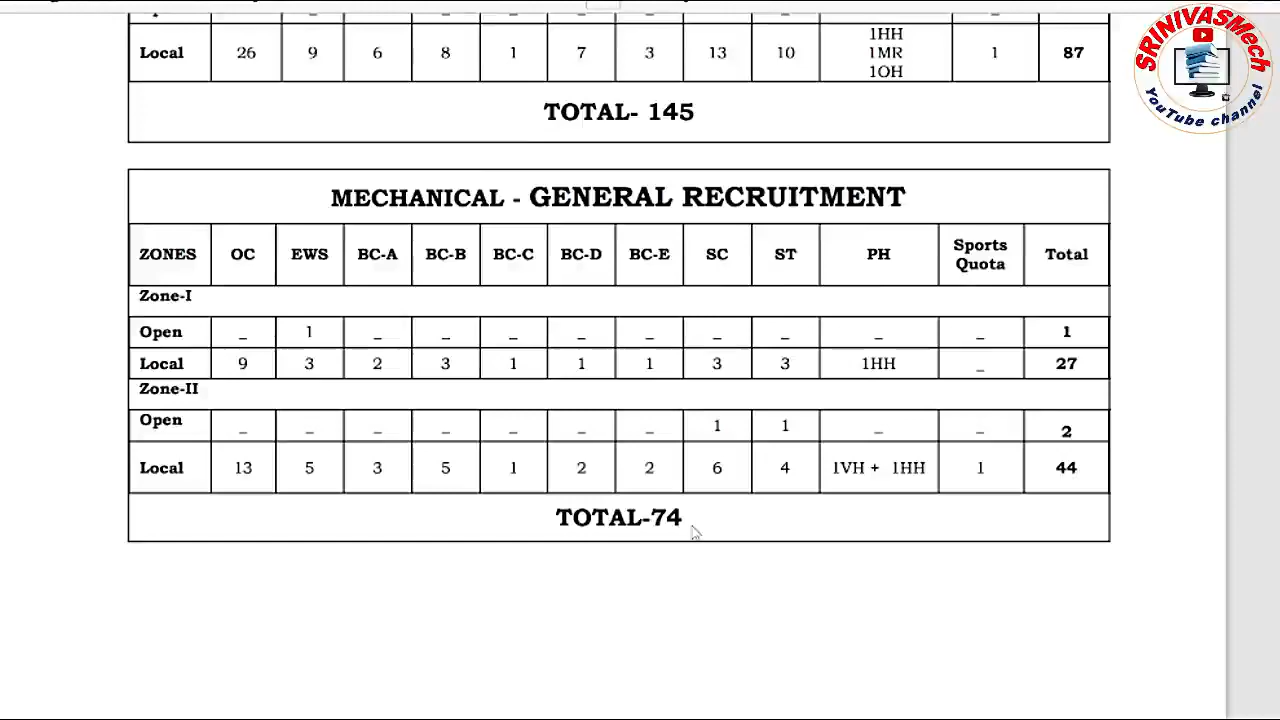 Local 26 9 6 8 1 7 3 13 10 1HH 1MR 1OH 1 87
TOTAL- 145
MECHANICAL - GENERAL RECRUITMENT
ZONES OC EWS BC-A BC-B BC-C BC-D BC-E SC ST PH Sports Quota Total
Zone-I
Open _ 1 _ _ _ _ _ _ _ _ _ 1
Local 9 3 2 3 1 1 1 3 3 1HH _ 27
Zone-II
Open _ _ _ _ _ _ _ 1 1 _ _ 2
Local 13 5 3 5 1 2 2 6 4 1VH + 1HH 1 44
TOTAL-74
SRINIVASMech
YouTube channel